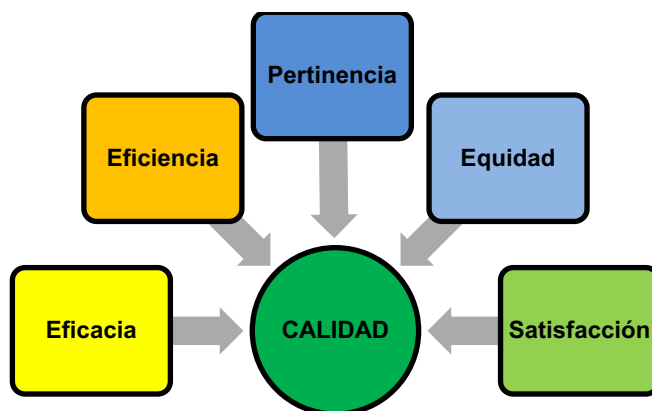 Pertinencia
Eficiencia
Equidad
Eficacia
CALIDAD
Satisfacción